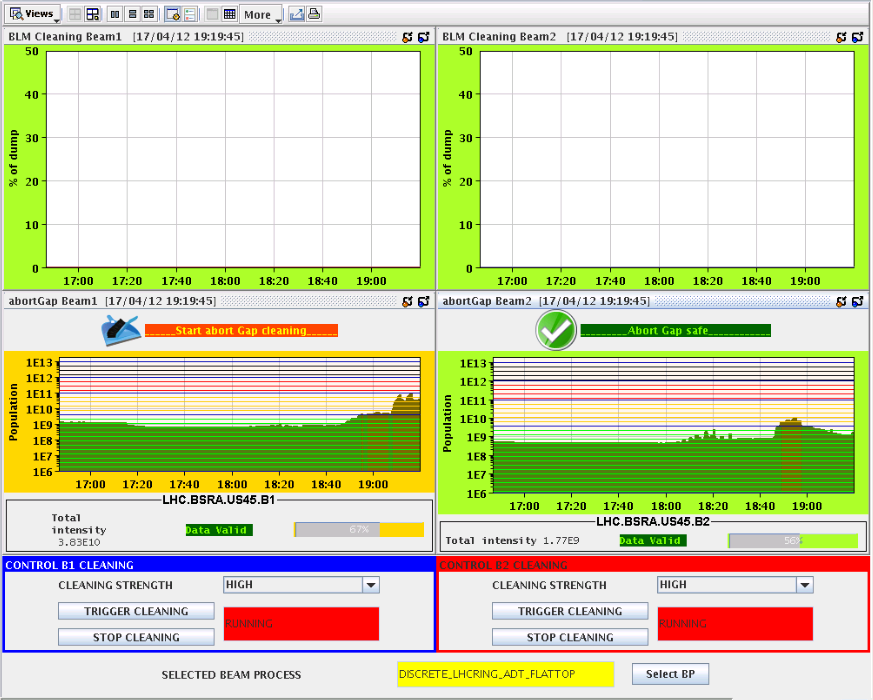 Views More
BLM Cleaning Beam1 [17/04/12 19:19:45]
50
40
30
20
10
0
% of dump
17:00 17:20 17:40 18:00 18:20 18:40 19:00
BLM Cleaning Beam2 [17/04/12 19:19:45]
50
40
30
20
10
0
% of dump
17:00 17:20 17:40 18:00 18:20 18:40 19:00
abortGap Beam1 [17/04/12 19:19:45]
______Start abort Gap cleaning______
1E13
1E12
1E11
1E10
1E9
1E8
1E7
1E6
Population
17:00 17:20 17:40 18:00 18:20 18:40 19:00
LHC.BSRA.US45.B1
Total
intensity
3.83E10
Data Valid
67%
abortGap Beam2 [17/04/12 19:19:45]
_________Abort Gap safe__________
1E13
1E12
1E11
1E10
1E9
1E8
1E7
1E6
Population
17:00 17:20 17:40 18:00 18:20 18:40 19:00
LHC.BSRA.US45.B2
Total intensity 1.77E9
Data Valid
56%
CONTROL B1 CLEANING
CLEANING STRENGTH HIGH
TRIGGER CLEANING
RUNNING
STOP CLEANING
CONTROL B2 CLEANING
CLEANING STRENGTH HIGH
TRIGGER CLEANING
RUNNING
STOP CLEANING
SELECTED BEAM PROCESS DISCRETE_LHCRING_ADT_FLATTOP Select BP